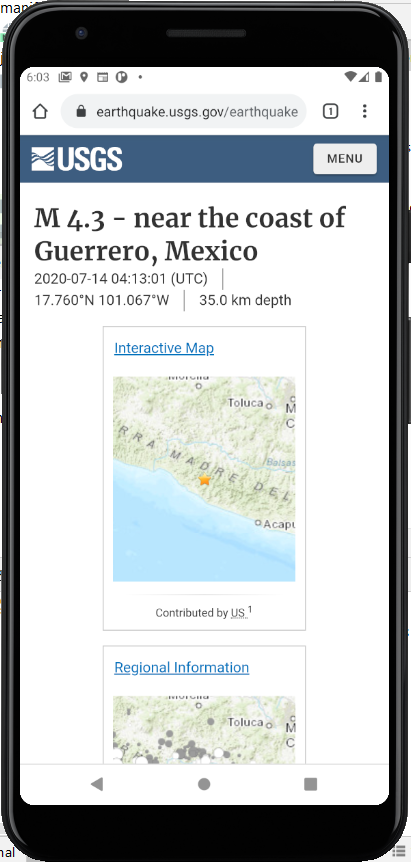 mani
6:03
earthquake.usgs.gov/earthquake
1
USGS
MENU
M 4.3 - near the coast of
Guerrero, Mexico
2020-07-14 04:13:01 (UTC)
17.760°N 101.067°W
35.0 km depth
Interactive Map
Morelia
Toluca
M
C
RRA MADRE DEL
Balsas
Acapu
Contributed by US 1
Regional Information
Morelia
Toluca
M
C
nal